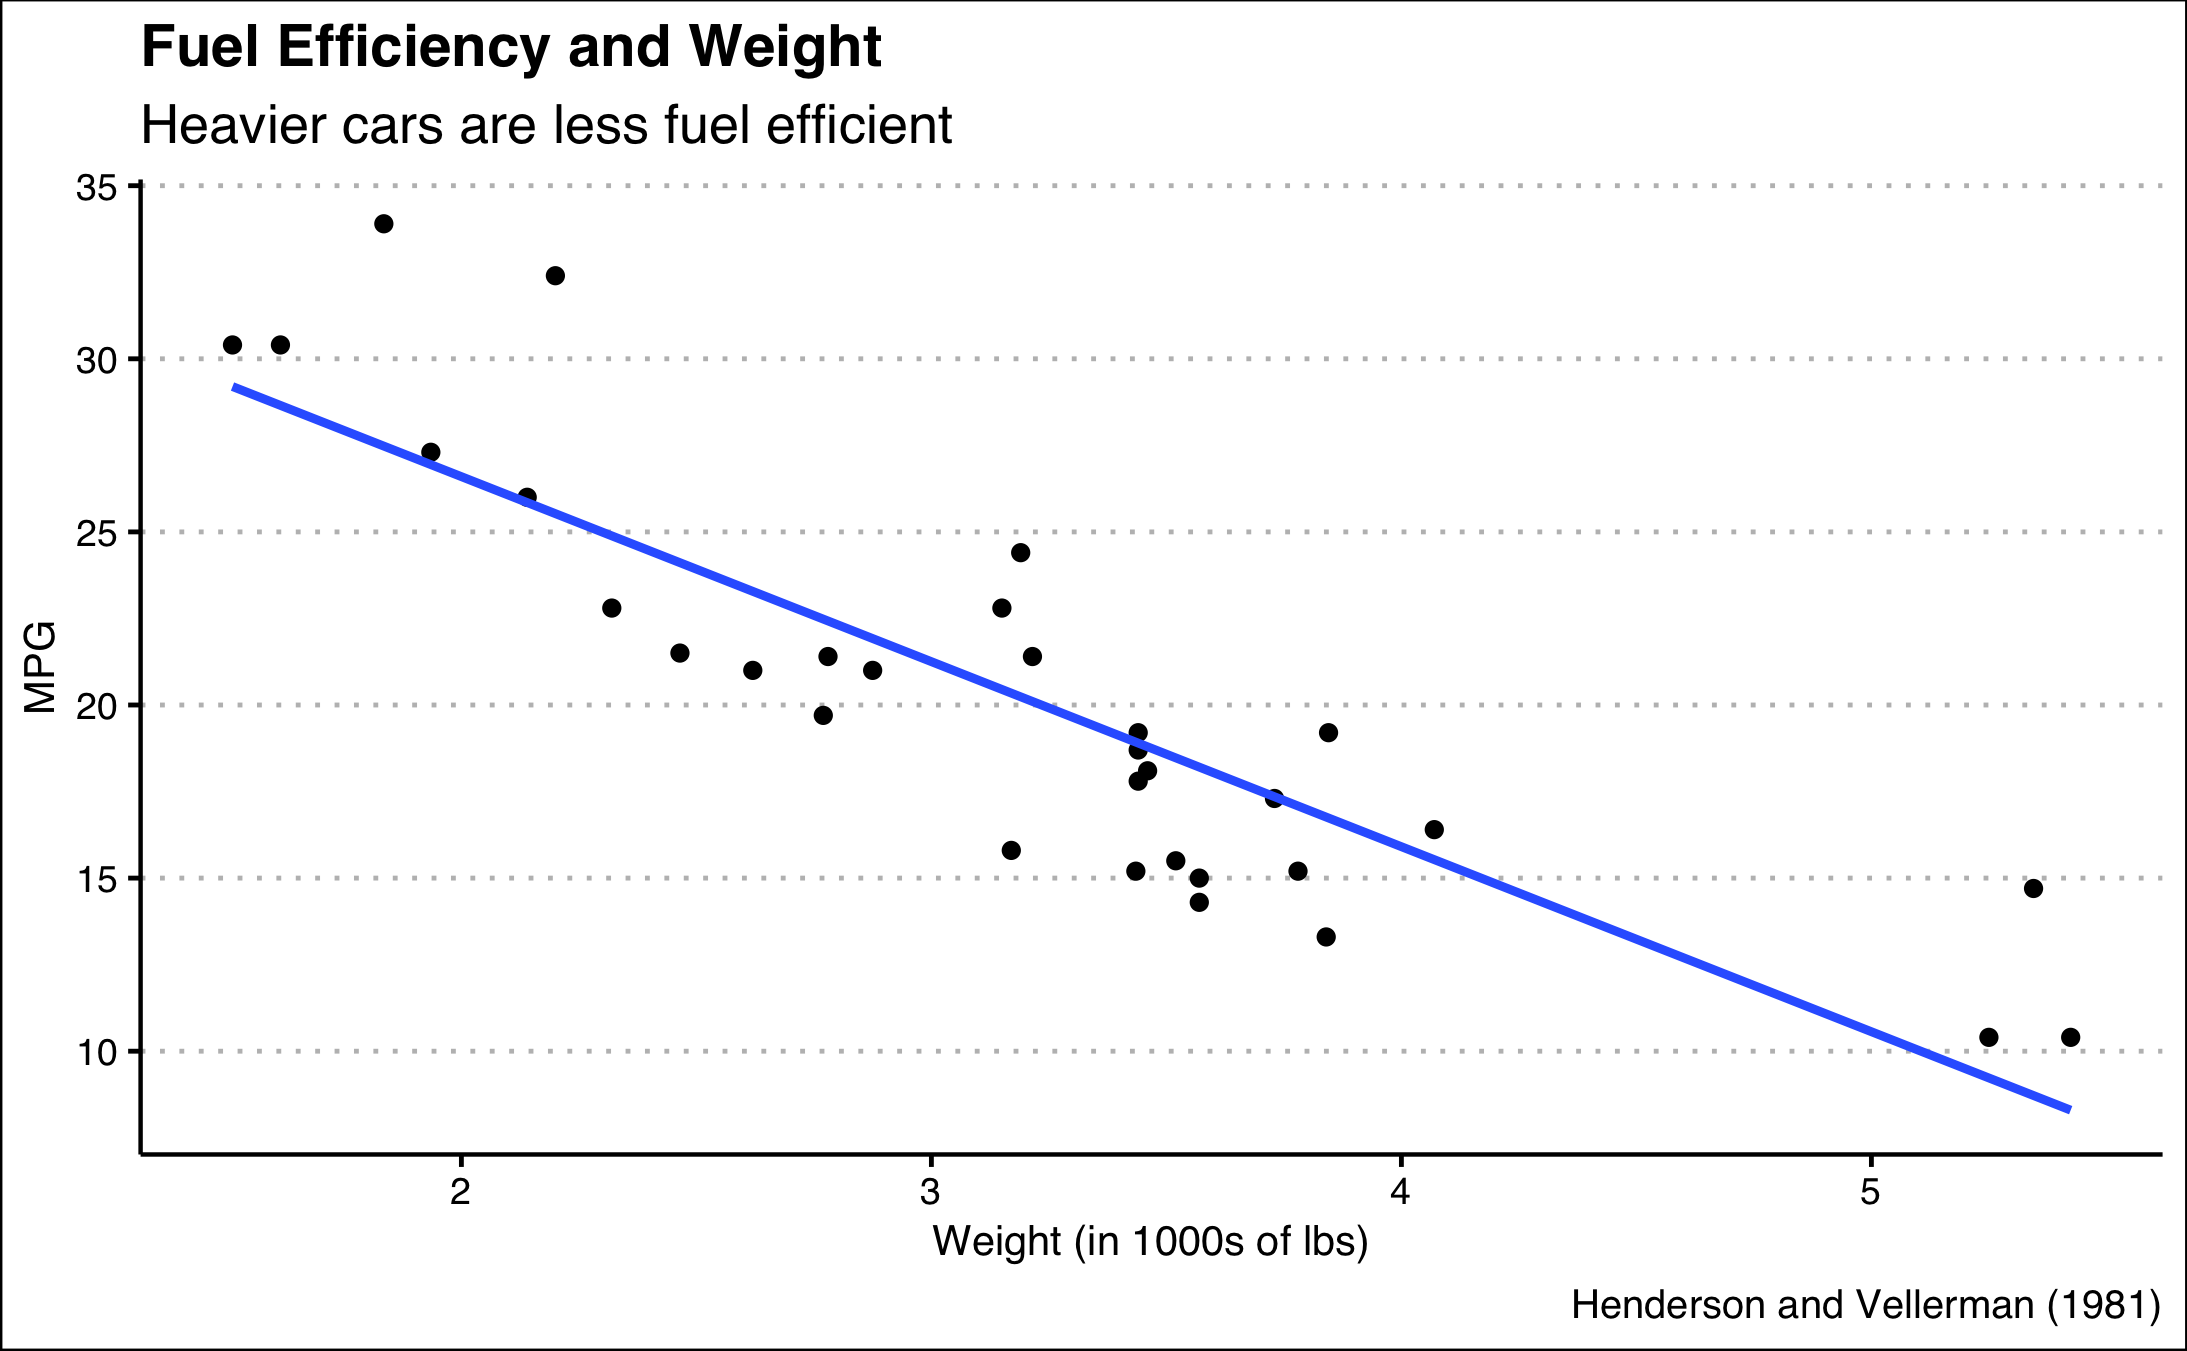 Fuel Efficiency and Weight
Heavier cars are less fuel efficient
35
30
25
20
15
10
MPG
2 3 4 5
Weight (in 1000s of lbs)
Henderson and Vellerman (1981)